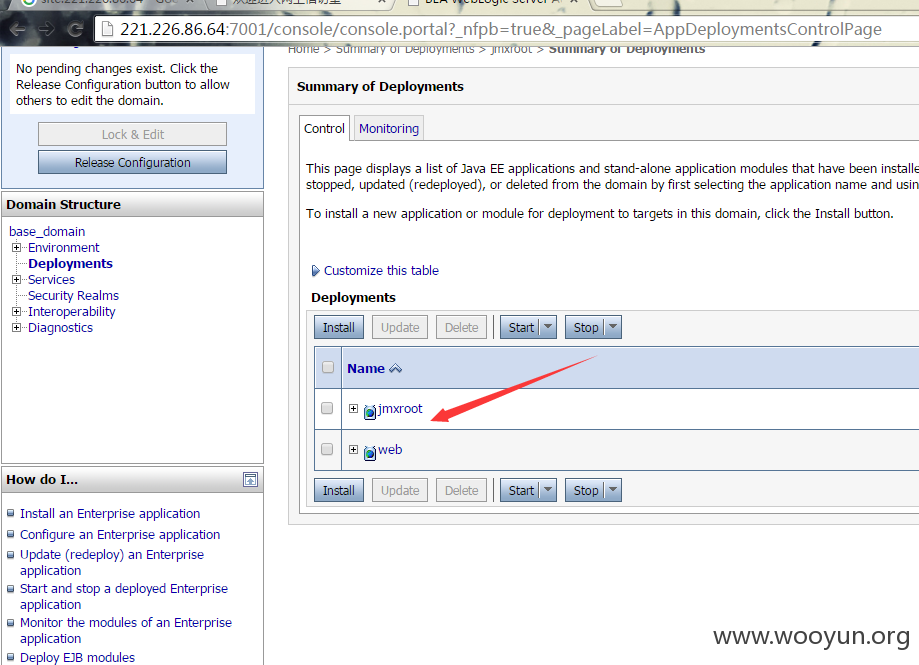 221.226.86.64:7001/console/console.portal?_nfpb=true&_pageLabel=AppDeploymentsControlPage
Home > Summary of Deployments > jmxroot > Summary of Deployments
No pending changes exist. Click the
Release Configuration button to allow
others to edit the domain.
Lock & Edit
Release Configuration
Domain Structure
base_domain
Environment
Deployments
Services
Security Realms
Interoperability
Diagnostics
How do I...
Install an Enterprise application
Configure an Enterprise application
Update (redeploy) an Enterprise
application
Start and stop a deployed Enterprise
application
Monitor the modules of an Enterprise
application
Deploy EJB modules
Summary of Deployments
Control Monitoring
This page displays a list of Java EE applications and stand-alone application modules that have been installe
stopped, updated (redeployed), or deleted from the domain by first selecting the application name and usin
To install a new application or module for deployment to targets in this domain, click the Install button.
Customize this table
Deployments
Install Update Delete Start Stop
Name
jmxroot
web
Install Update Delete Start Stop
www.wooyun.org